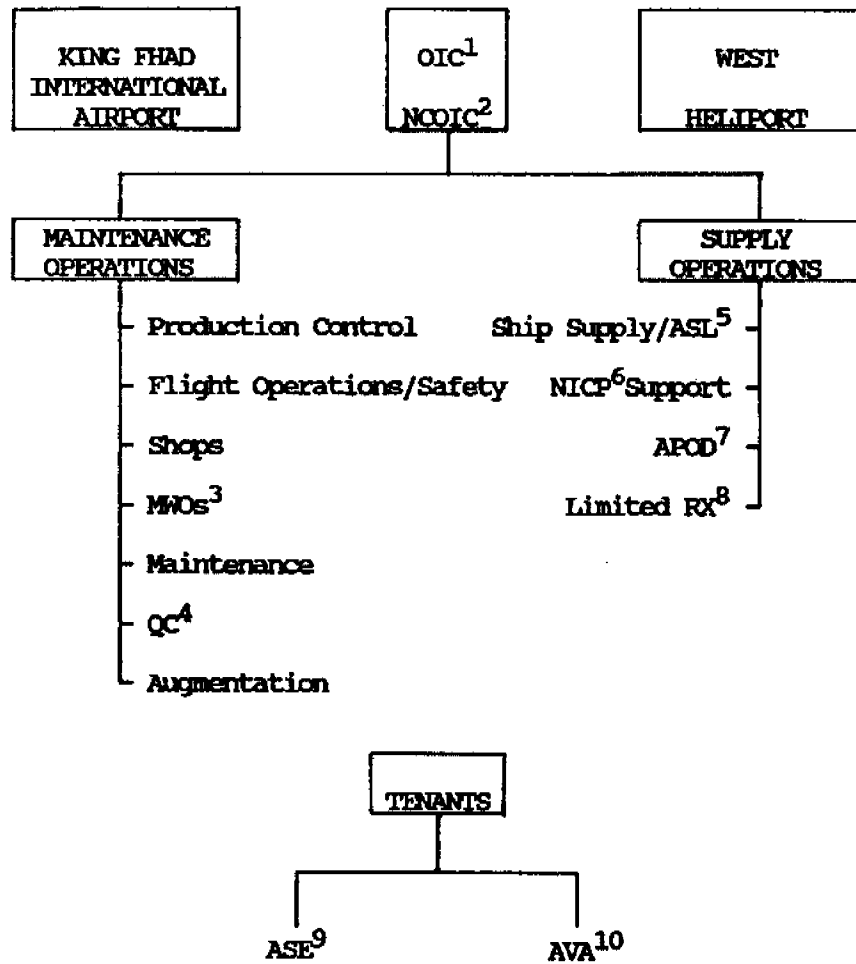 KING FHAD
INTERNATIONAL
AIRPORT
OIC¹
NCOIC²
WEST
HELIPORT
MAINTENANCE
OPERATIONS
Production Control
Flight Operations/Safety
Shops
MWOs³
Maintenance
QC⁴
Augmentation
SUPPLY
OPERATIONS
Ship Supply/ASL⁵
NICP⁶Support
APOD⁷
Limited RX⁸
TENANTS
ASE⁹
AVA¹⁰